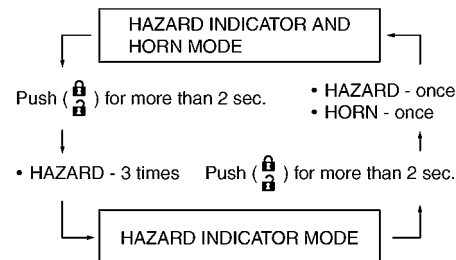 HAZARD INDICATOR AND
HORN MODE
Push ( ) for more than 2 sec.
• HAZARD - once
• HORN - once
• HAZARD - 3 times
Push ( ) for more than 2 sec.
HAZARD INDICATOR MODE